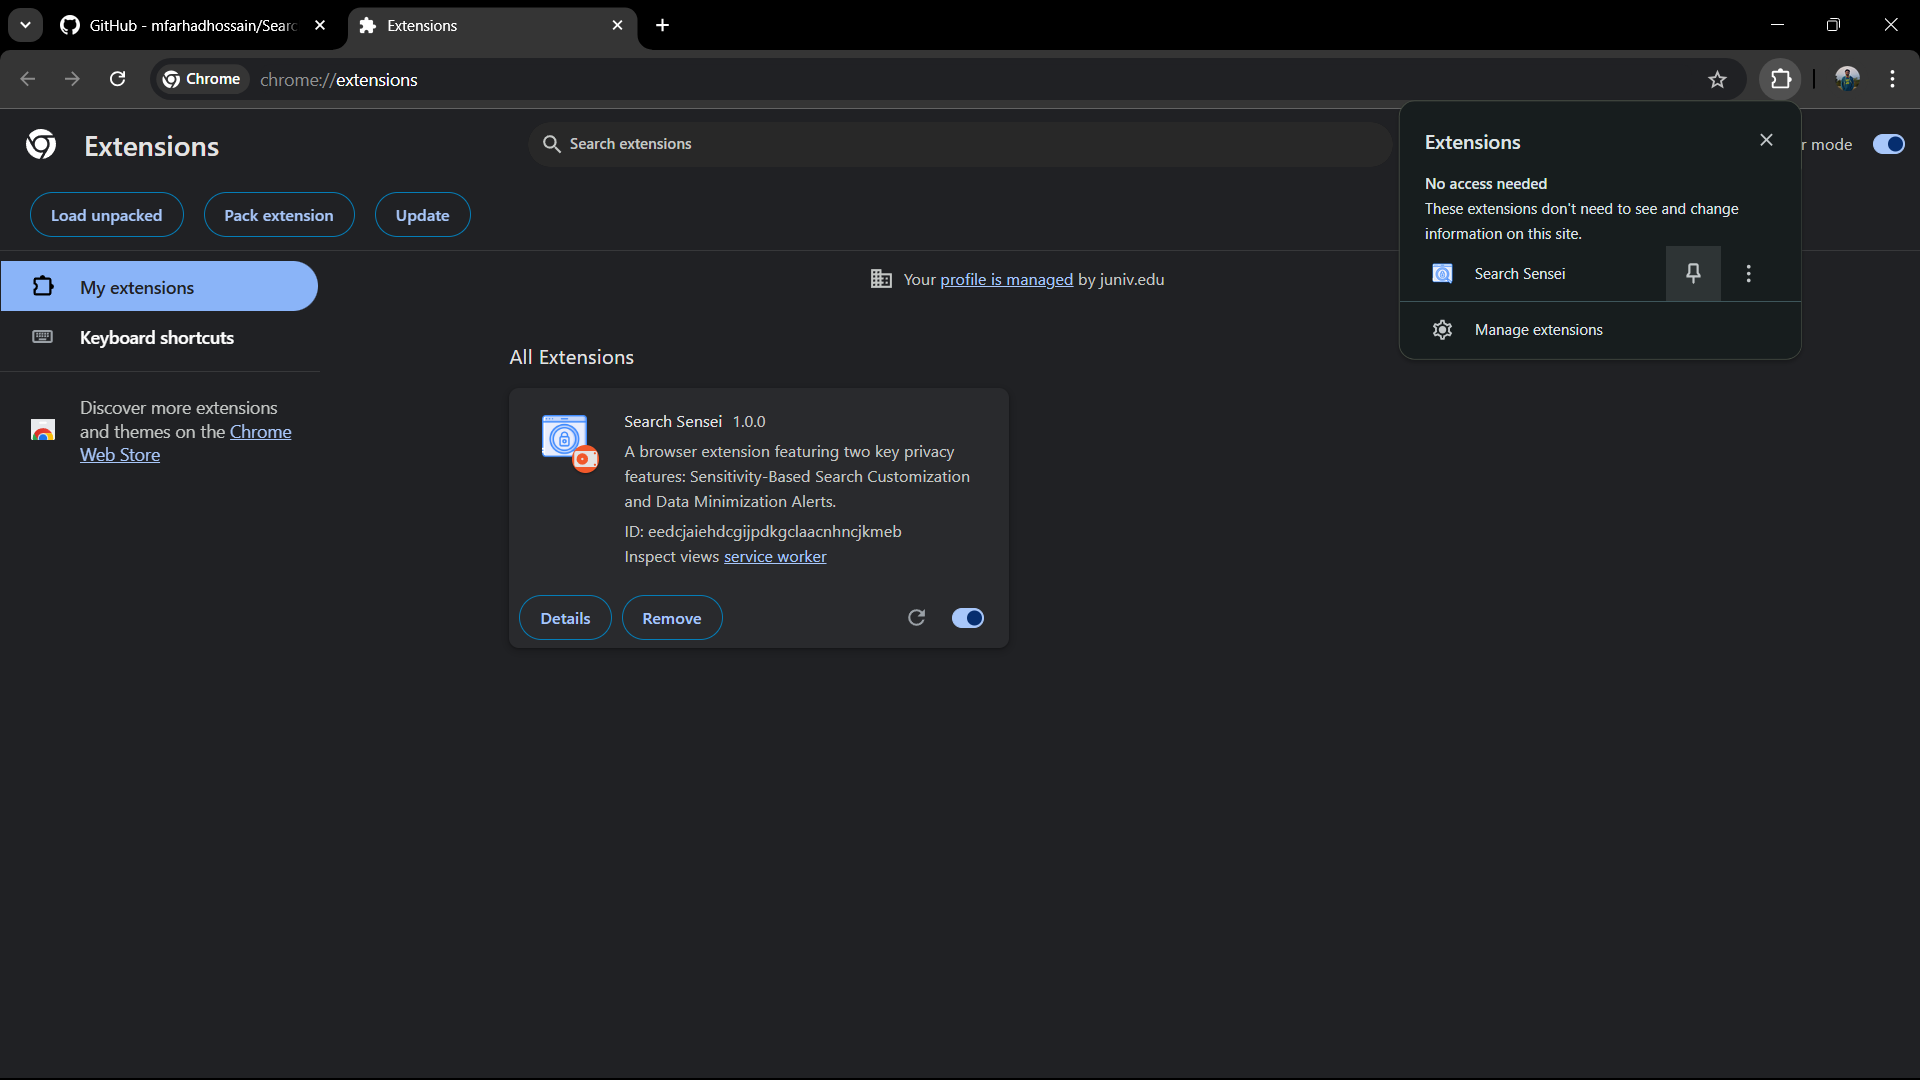 GitHub - mfarhadhossain/Searc
Extensions
Chrome
chrome://extensions
Extensions
Search extensions
r mode
Load unpacked
Pack extension
Update
Extensions
No access needed
These extensions don't need to see and change
information on this site.
Search Sensei
Manage extensions
My extensions
Keyboard shortcuts
Discover more extensions
and themes on the Chrome
Web Store
Your profile is managed by juniv.edu
All Extensions
Search Sensei 1.0.0
A browser extension featuring two key privacy
features: Sensitivity-Based Search Customization
and Data Minimization Alerts.
ID: eedcjaiehdcgijpdkgclaacnhncjkmeb
Inspect views service worker
Details
Remove